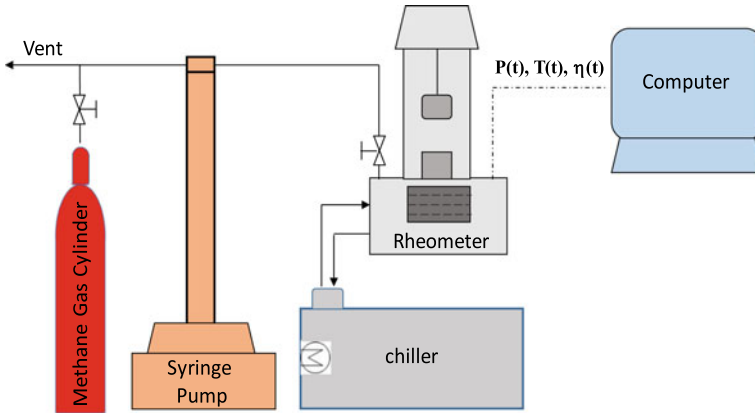 Vent
P(t), T(t), η(t)
Computer
Methane Gas Cylinder
Rheometer
Syringe
Pump
chiller
M